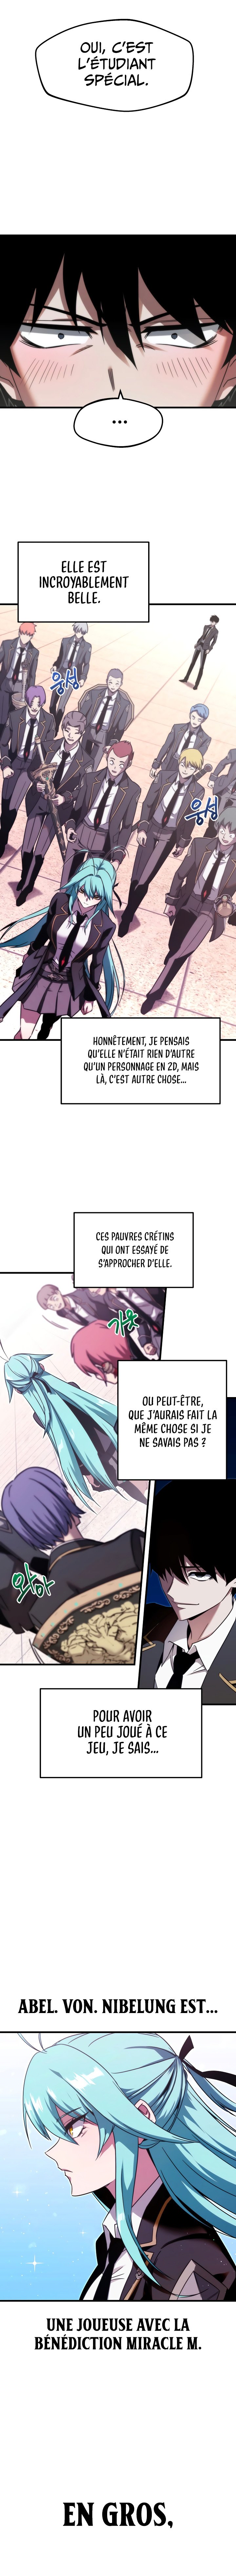 OUI, C'EST
L'ÉTUDIANT
SPÉCIAL.
...
ELLE EST
INCROYABLEMENT
BELLE.
웅성
웅성
HONNÊTEMENT, JE PENSAIS
QU'ELLE N'ÉTAIT RIEN D'AUTRE
QU'UN PERSONNAGE EN 2D, MAIS
LÀ, C'EST AUTRE CHOSE...
CES PAUVRES CRÉTINS
QUI ONT ESSAYÉ DE
S'APPROCHER D'ELLE.
OU PEUT-ÊTRE,
QUE J'AURAIS FAIT LA
MÊME CHOSE SI JE
NE SAVAIS PAS ?
와아
POUR AVOIR
UN PEU JOUÉ À CE
JEU, JE SAIS...
ABEL. VON. NIBELUNG EST...
UNE JOUEUSE AVEC LA
BÉNÉDICTION MIRACLE M.
EN GROS,